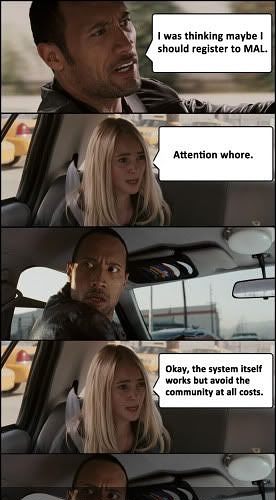 I was thinking maybe I
should register to MAL.
Attention whore.
Okay, the system itself
works but avoid the
community at all costs.